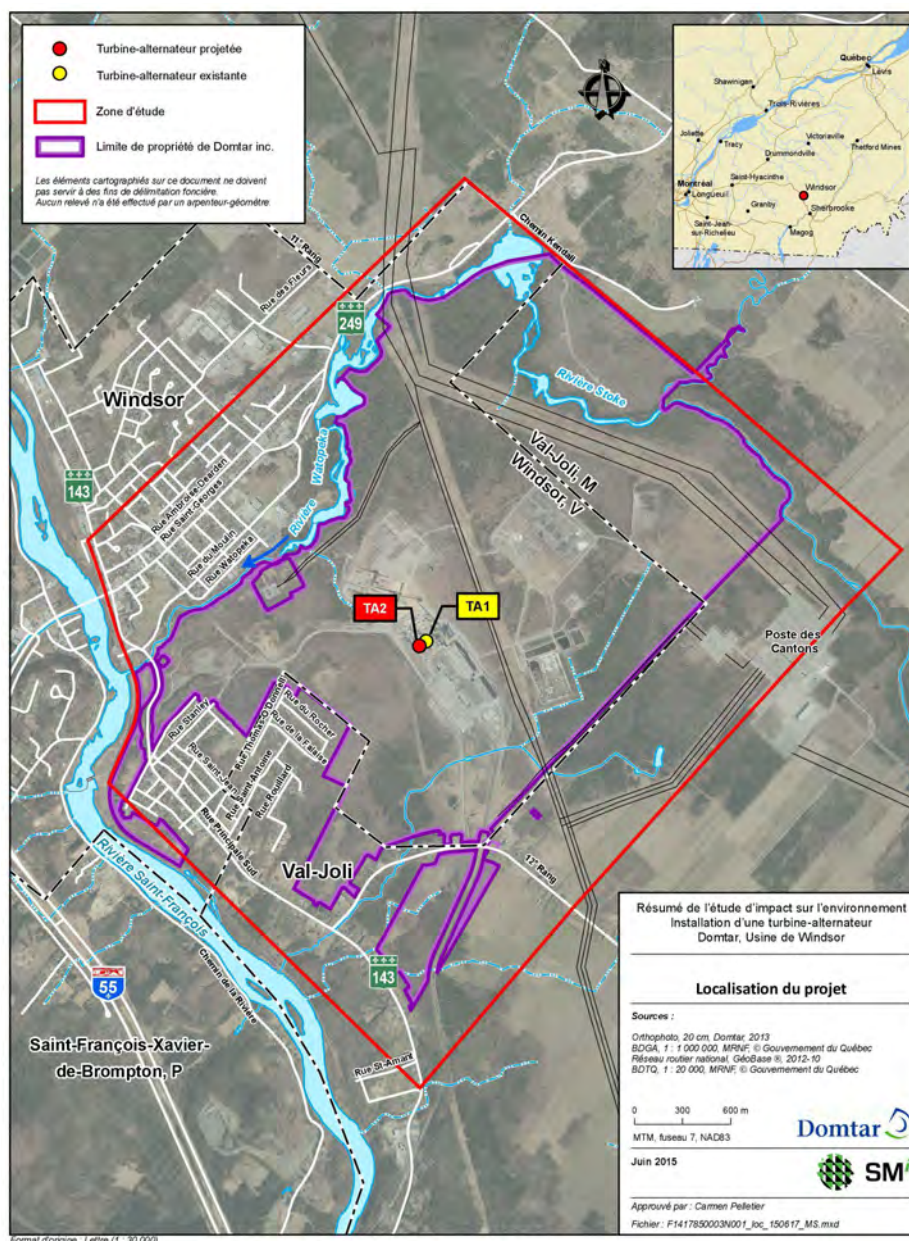 Turbine-alternateur projetée
Turbine-alternateur existante
Zone d'étude
Limite de propriété de Domtar inc.
Les éléments cartographiés sur ce document ne doivent
pas servir à des fins de délimitation foncière.
Aucun relevé n'a été effectué par un arpenteur-géomètre.
Québec
Lévis
Shawinigan
Trois-Rivières
Joliette
Tracy
Victoriaville
Thetford Mines
Drummondville
Saint-Hyacinthe
Montréal
Longueuil
Windsor
Granby
Sherbrooke
Saint-Jean-
sur-Richelieu
Magog
Chemin Kendall
11e Rang
Rue des Fleurs
249
Windsor
Rivière Stoke
Rivière Watopeka
Val-Joli, M
Windsor, V
143
Rue Ambroise-Dearden
Rue Saint-Georges
Rue du Moulin
Rue Watopeka
TA2
TA1
Poste des
Cantons
Rue Stanley
Rue Thomas-O'Donnell
Rue du Rocher
Rue de la Falaise
Rue Saint-Jean
Rue Saint-Antoine
Rue Rouillard
Rue Principale Sud
Val-Joli
Rivière Saint-François
Chemin de la Rivière
143
55
Saint-François-Xavier-
de-Brompton, P
Rue St-Amant
Résumé de l'étude d'impact sur l'environnement
Installation d'une turbine-alternateur
Domtar, Usine de Windsor
Localisation du projet
Sources :
Orthophoto, 20 cm, Domtar, 2013
BDGA, 1 : 1 000 000, MRNF, © Gouvernement du Québec
Réseau routier national, GéoBase ®, 2012-10
BDTQ, 1 : 20 000, MRNF, © Gouvernement du Québec
0 300 600 m
MTM, fuseau 7, NAD83
Domtar
Juin 2015
SM
Approuvé par : Carmen Pelletier
Fichier : F1417850003N001_loc_150617_MS.mxd
Format d'origine : Lettre (1 : 30 000)